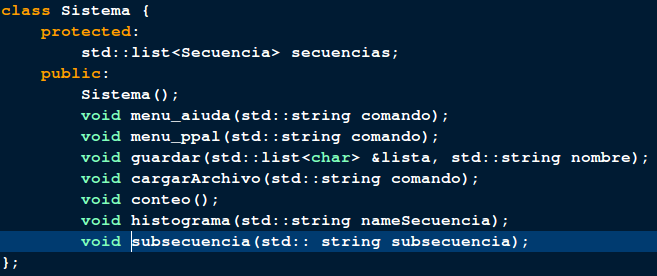 class Sistema {
    protected:
        std::list<Secuencia> secuencias;
    public:
        Sistema();
        void menu_aiuda(std::string comando);
        void menu_ppal(std::string comando);
        void guardar(std::list<char> &lista, std::string nombre);
        void cargarArchivo(std::string comando);
        void conteo();
        void histograma(std::string nameSecuencia);
        void subsecuencia(std:: string subsecuencia);
};